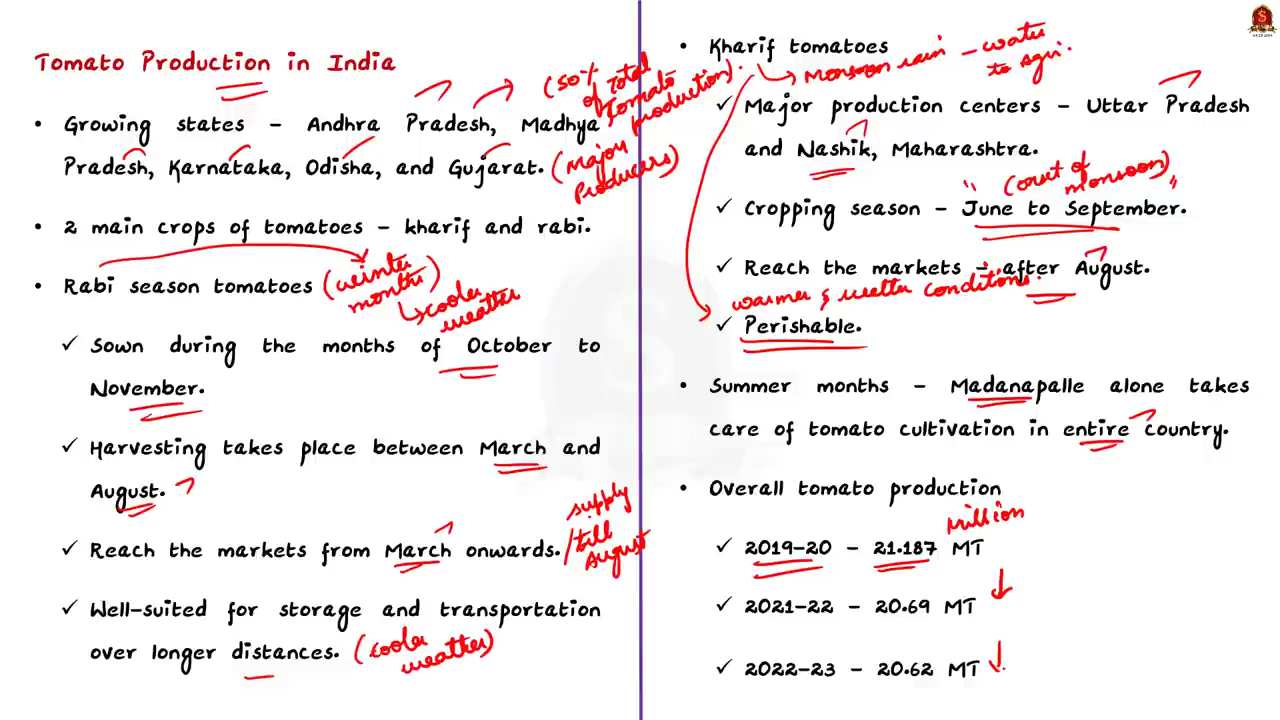 Tomato Production in India
(50% of Total Tomato production).
• Growing states - Andhra Pradesh, Madhya
Pradesh, Karnataka, Odisha, and Gujarat. (Major Producers)
• 2 main crops of tomatoes - kharif and rabi.
• Rabi season tomatoes (winter months)
cooler weather
✓ Sown during the months of October to
November.
✓ Harvesting takes place between March and
August.
✓ Reach the markets from March onwards. / supply till August
✓ Well-suited for storage and transportation
over longer distances. (cooler weather)
• Kharif tomatoes
Monsoon rain - water to agri.
✓ Major production centers - Uttar Pradesh
and Nashik, Maharashtra.
" (onset of monsoon) "
✓ Cropping season - June to September.
✓ Reach the markets - after August.
warmer & wetter conditions.
✓ Perishable.
• Summer months - Madanapalle alone takes
care of tomato cultivation in entire country.
• Overall tomato production
Million
✓ 2019-20 - 21.187 MT
✓ 2021-22 - 20.69 MT
✓ 2022-23 - 20.62 MT